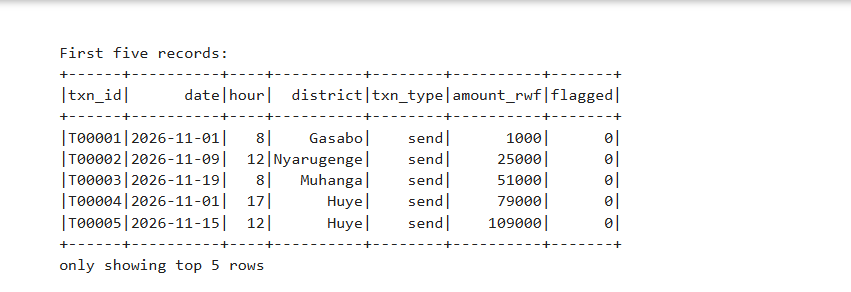 First five records:
+------+----------+----+----------+--------+----------+-------+
|txn_id|      date|hour|  district|txn_type|amount_rwf|flagged|
+------+----------+----+----------+--------+----------+-------+
|T00001|2026-11-01|   8|    Gasabo|    send|      1000|      0|
|T00002|2026-11-09|  12|Nyarugenge|    send|     25000|      0|
|T00003|2026-11-19|   8|   Muhanga|    send|     51000|      0|
|T00004|2026-11-01|  17|      Huye|    send|     79000|      0|
|T00005|2026-11-15|  12|      Huye|    send|    109000|      0|
+------+----------+----+----------+--------+----------+-------+
only showing top 5 rows